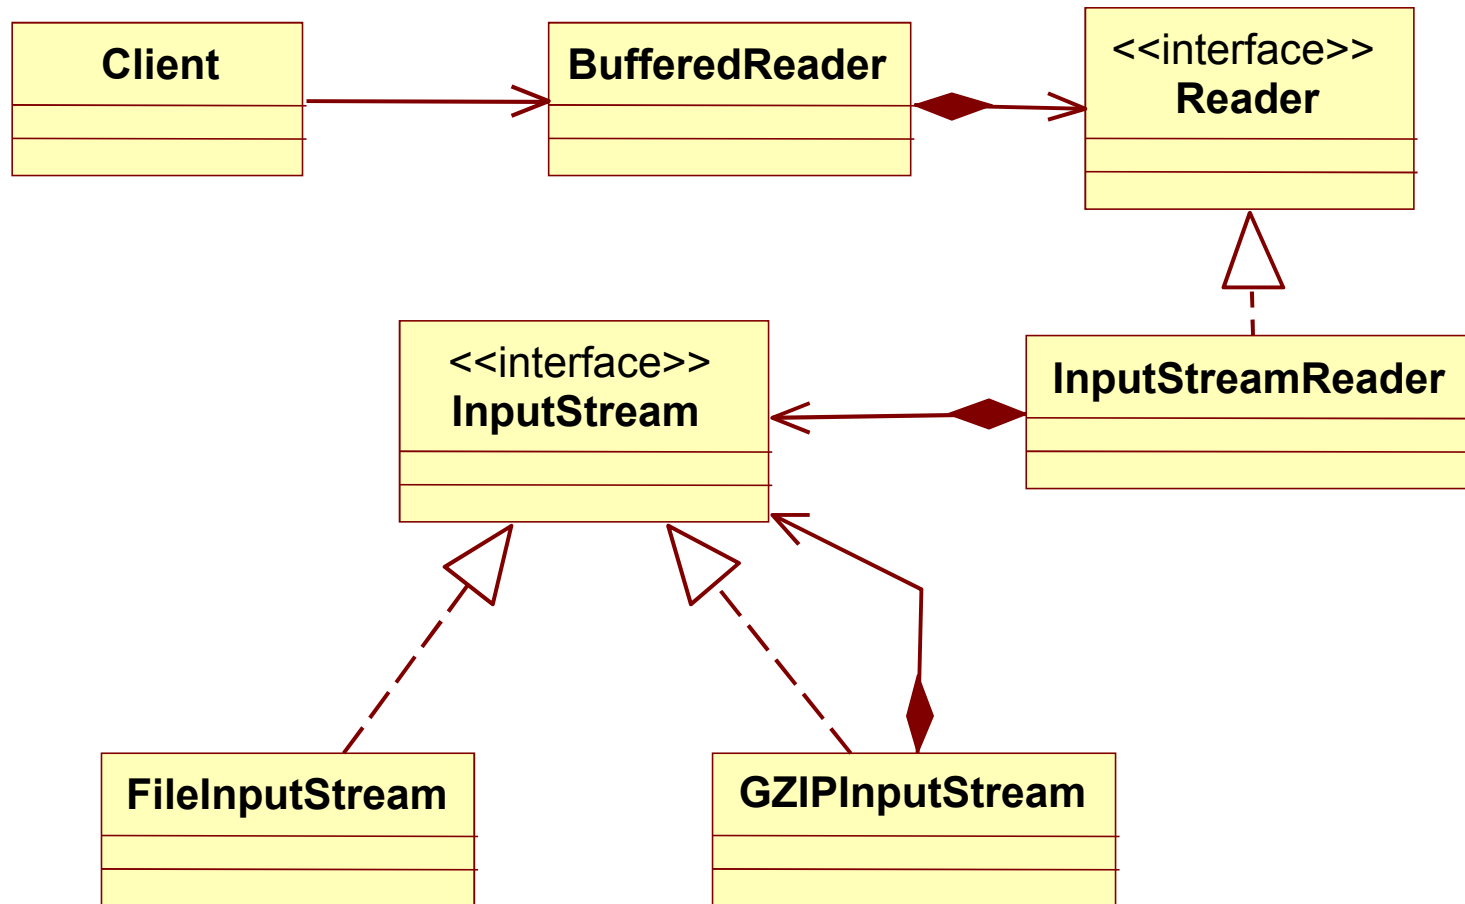 Client
BufferedReader
<<interface>>
Reader
<<interface>>
InputStream
InputStreamReader
FileInputStream
GZIPInputStream